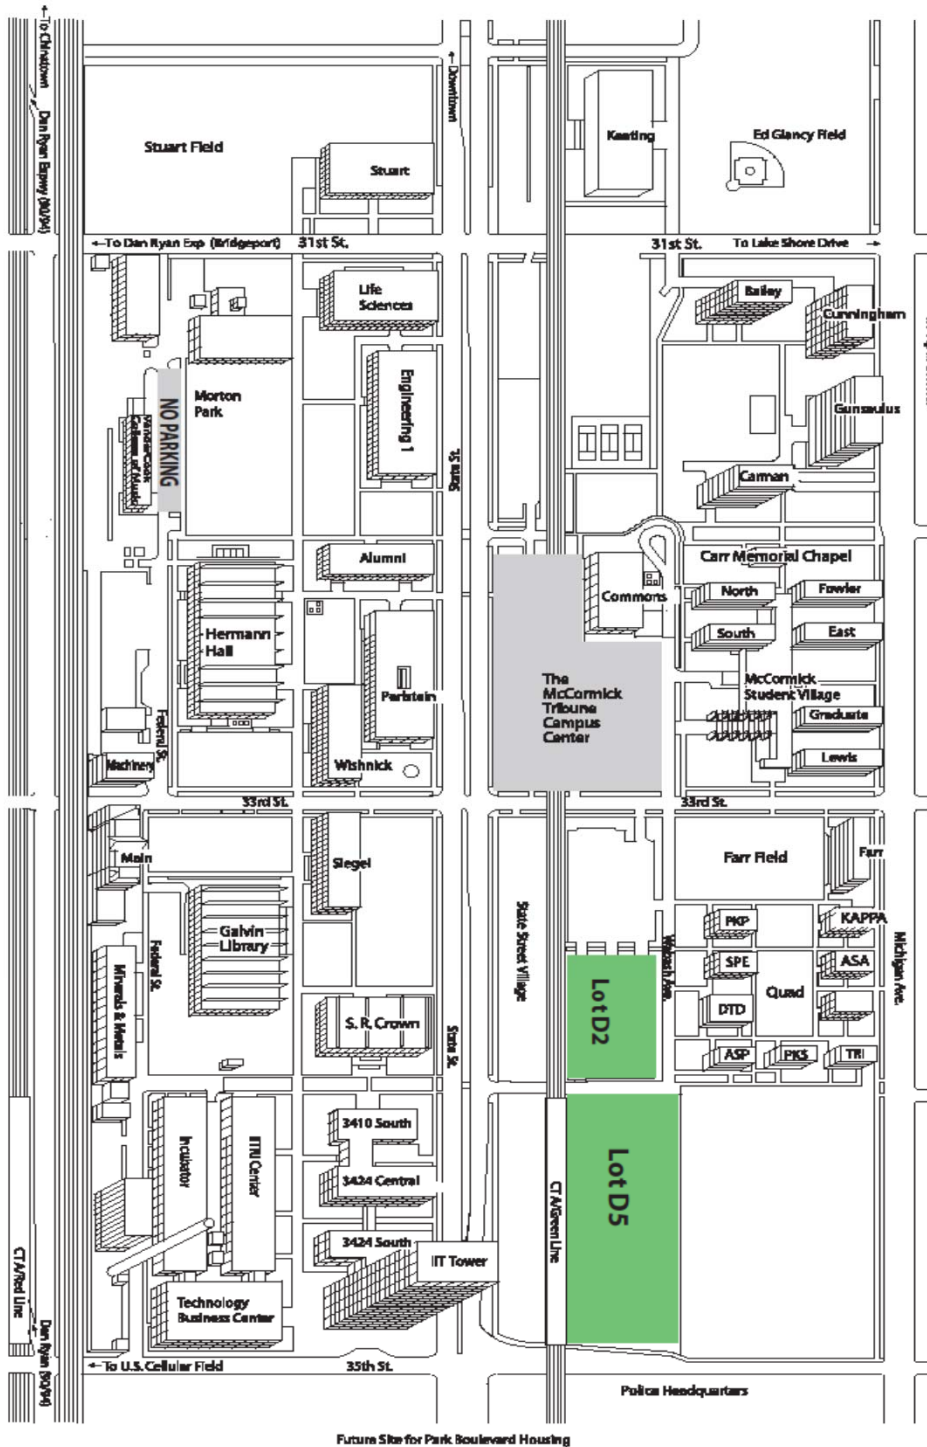 ←To Chinatown
Dan Ryan Expwy (90/94)
←Downtown
Stuart Field
Stuart
Keating
Ed Glancy Field
←To Dan Ryan Exp (Bridgeport)
31st St.
31st St.
To Lake Shore Drive →
Life
Sciences
Bailey
Cunningham
Morton
Park
NO PARKING
VanderCook
College of Music
Engineering 1
State St.
Gunsaulus
Carman
Alumni
Carr Memorial Chapel
Commons
North
Fowler
Hermann
Hall
South
East
Perlstein
The
McCormick
Tribune
Campus
Center
McCormick
Student Village
Federal St.
Graduate
Machinery
Wishnick
Lewis
33rd St.
33rd St.
Main
Siegel
Farr Field
Farr
Galvin
Library
State Street Village
Wabash Ave.
PKP
KAPPA
Michigan Ave.
Federal St.
Minerals & Metals
SPE
ASA
Quad
Lot D2
DTD
S. R. Crown
State St.
ASP
PKS
TRI
3410 South
Incubator
IITRI Center
3424 Central
CTA/Green Line
Lot D5
3424 South
IIT Tower
CTA/Red Line
Technology
Business Center
Dan Ryan (90/94)
←To U.S. Cellular Field
35th St.
Police Headquarters
Future Site for Park Boulevard Housing